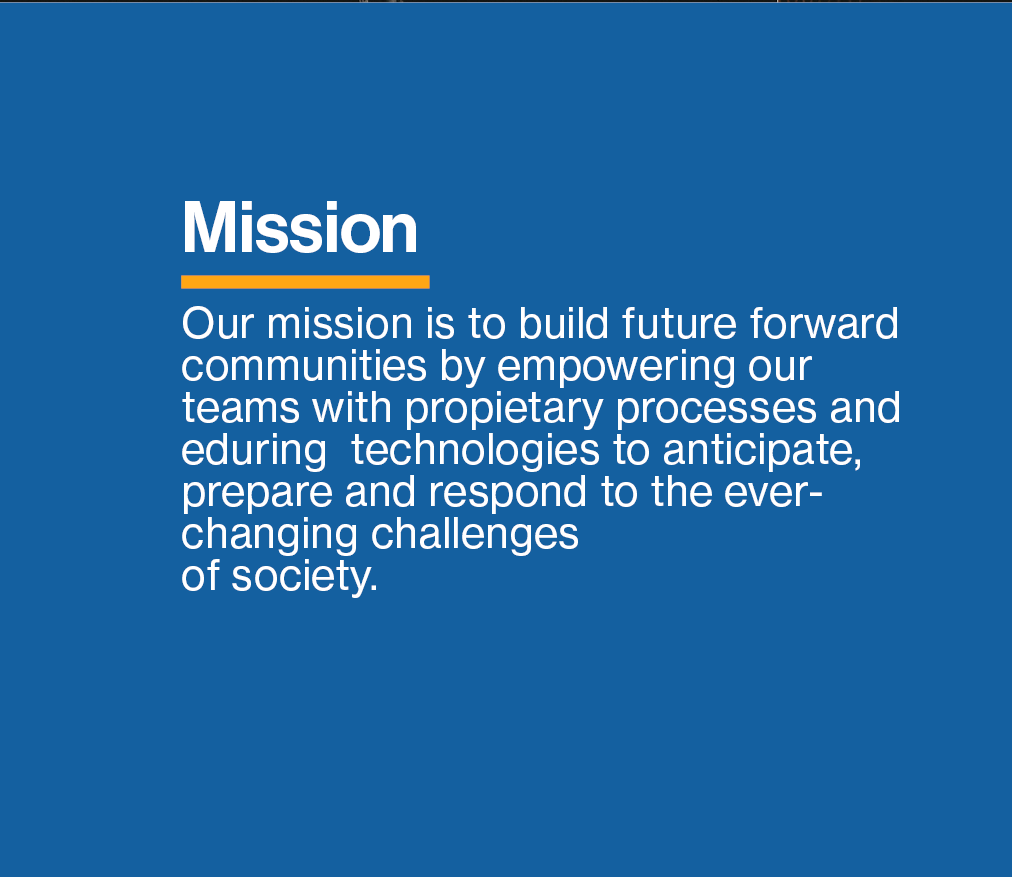 Mission
Our mission is to build future forward
communities by empowering our
teams with propietary processes and
eduring  technologies to anticipate,
prepare and respond to the ever-
changing challenges
of society.